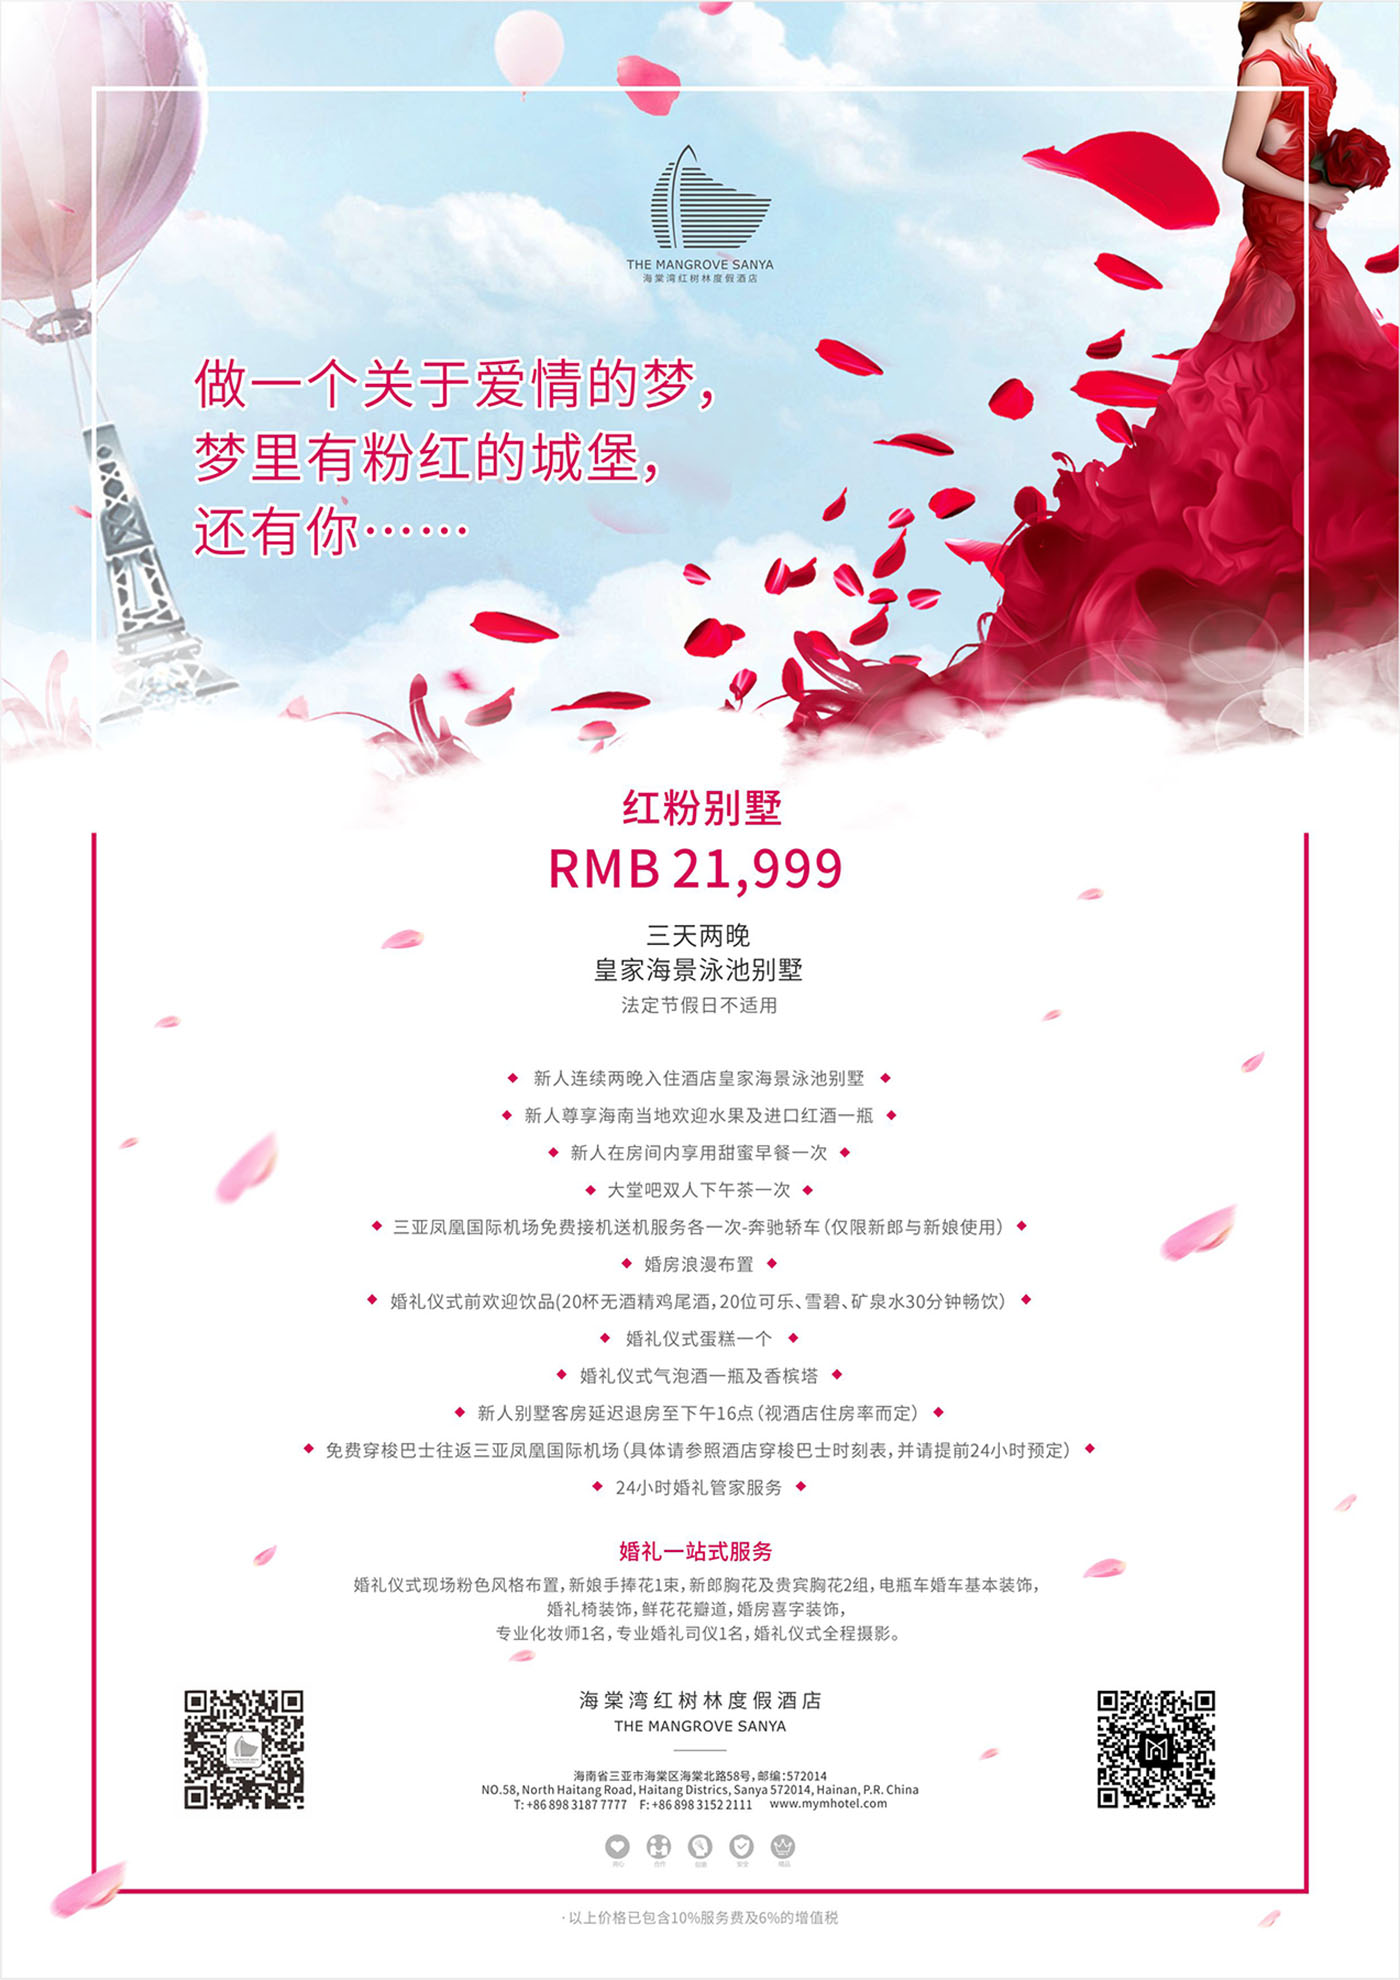 THE MANGROVE SANYA
海棠湾红树林度假酒店
做一个关于爱情的梦，
梦里有粉红的城堡，
还有你······
红粉别墅
RMB 21,999
三天两晚
皇家海景泳池别墅
法定节假日不适用
新人连续两晚入住酒店皇家海景泳池别墅
新人尊享海南当地欢迎水果及进口红酒一瓶
新人在房间内享用甜蜜早餐一次
大堂吧双人下午茶一次
三亚凤凰国际机场免费接机送机服务各一次-奔驰轿车（仅限新郎与新娘使用）
婚房浪漫布置
婚礼仪式前欢迎饮品(20杯无酒精鸡尾酒，20位可乐、雪碧、矿泉水30分钟畅饮）
婚礼仪式蛋糕一个
婚礼仪式气泡酒一瓶及香槟塔
新人别墅客房延迟退房至下午16点（视酒店住房率而定）
免费穿梭巴士往返三亚凤凰国际机场（具体请参照酒店穿梭巴士时刻表，并请提前24小时预定）
24小时婚礼管家服务
婚礼一站式服务
婚礼仪式现场粉色风格布置，新娘手捧花1束，新郎胸花及贵宾胸花2组，电瓶车婚车基本装饰，
婚礼椅装饰，鲜花花瓣道，婚房喜字装饰，
专业化妆师1名，专业婚礼司仪1名，婚礼仪式全程摄影。
海棠湾红树林度假酒店
THE MANGROVE SANYA
海南省三亚市海棠区海棠北路58号，邮编：572014
NO.58, North Haitang Road, Haitang Districs, Sanya 572014, Hainan, P.R. China
T: +86 898 3187 7777 F: +86 898 3152 2111 www.mymhotel.com
·以上价格已包含10%服务费及6%的增值税